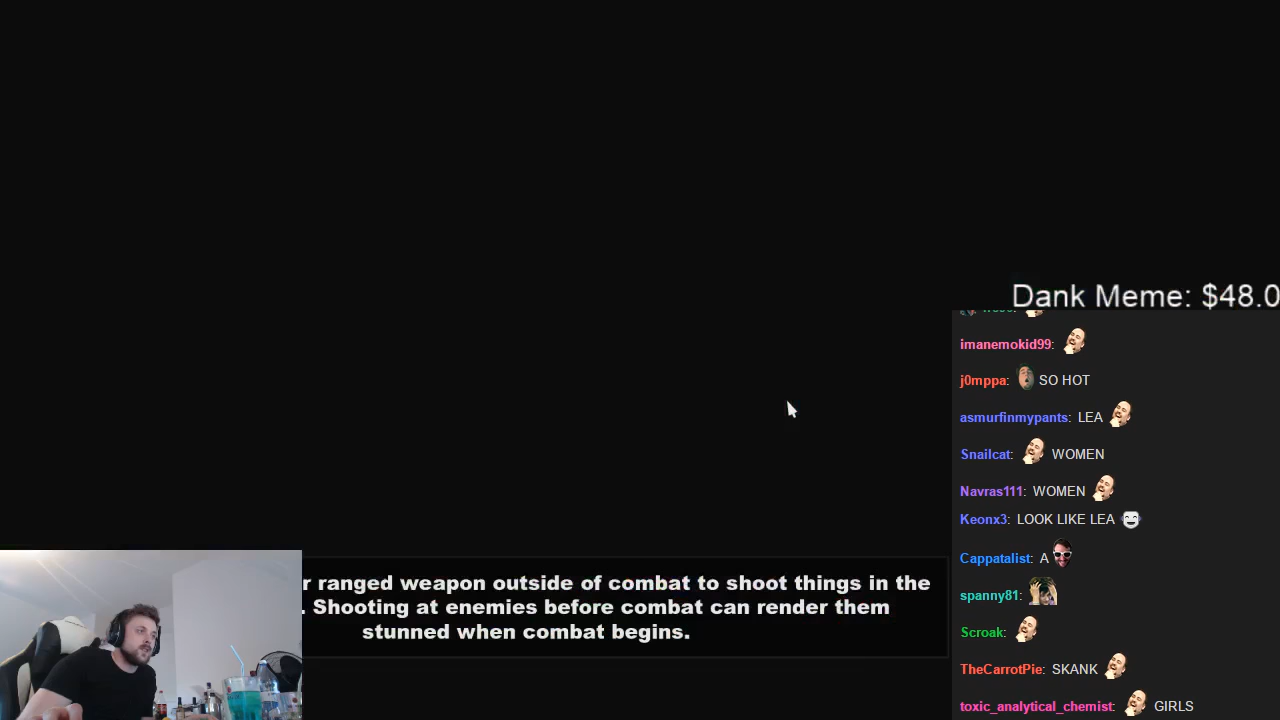 Dank Meme: $48.0
imanemokid99:
j0mppa: SO HOT
asmurfinmypants: LEA
Snailcat: WOMEN
Navras111: WOMEN
Keonx3: LOOK LIKE LEA
Cappatalist: A
spanny81:
Scroak:
TheCarrotPie: SKANK
toxic_analytical_chemist: GIRLS
r ranged weapon outside of combat to shoot things in the
. Shooting at enemies before combat can render them
stunned when combat begins.